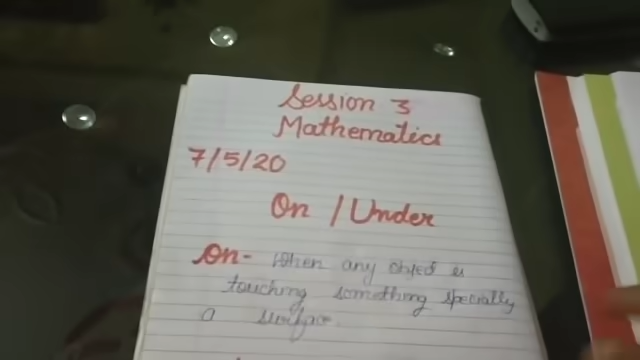 Session 3
Mathematics
7/5/20
On / Under
On- When any object is
touching something specially
a surface.